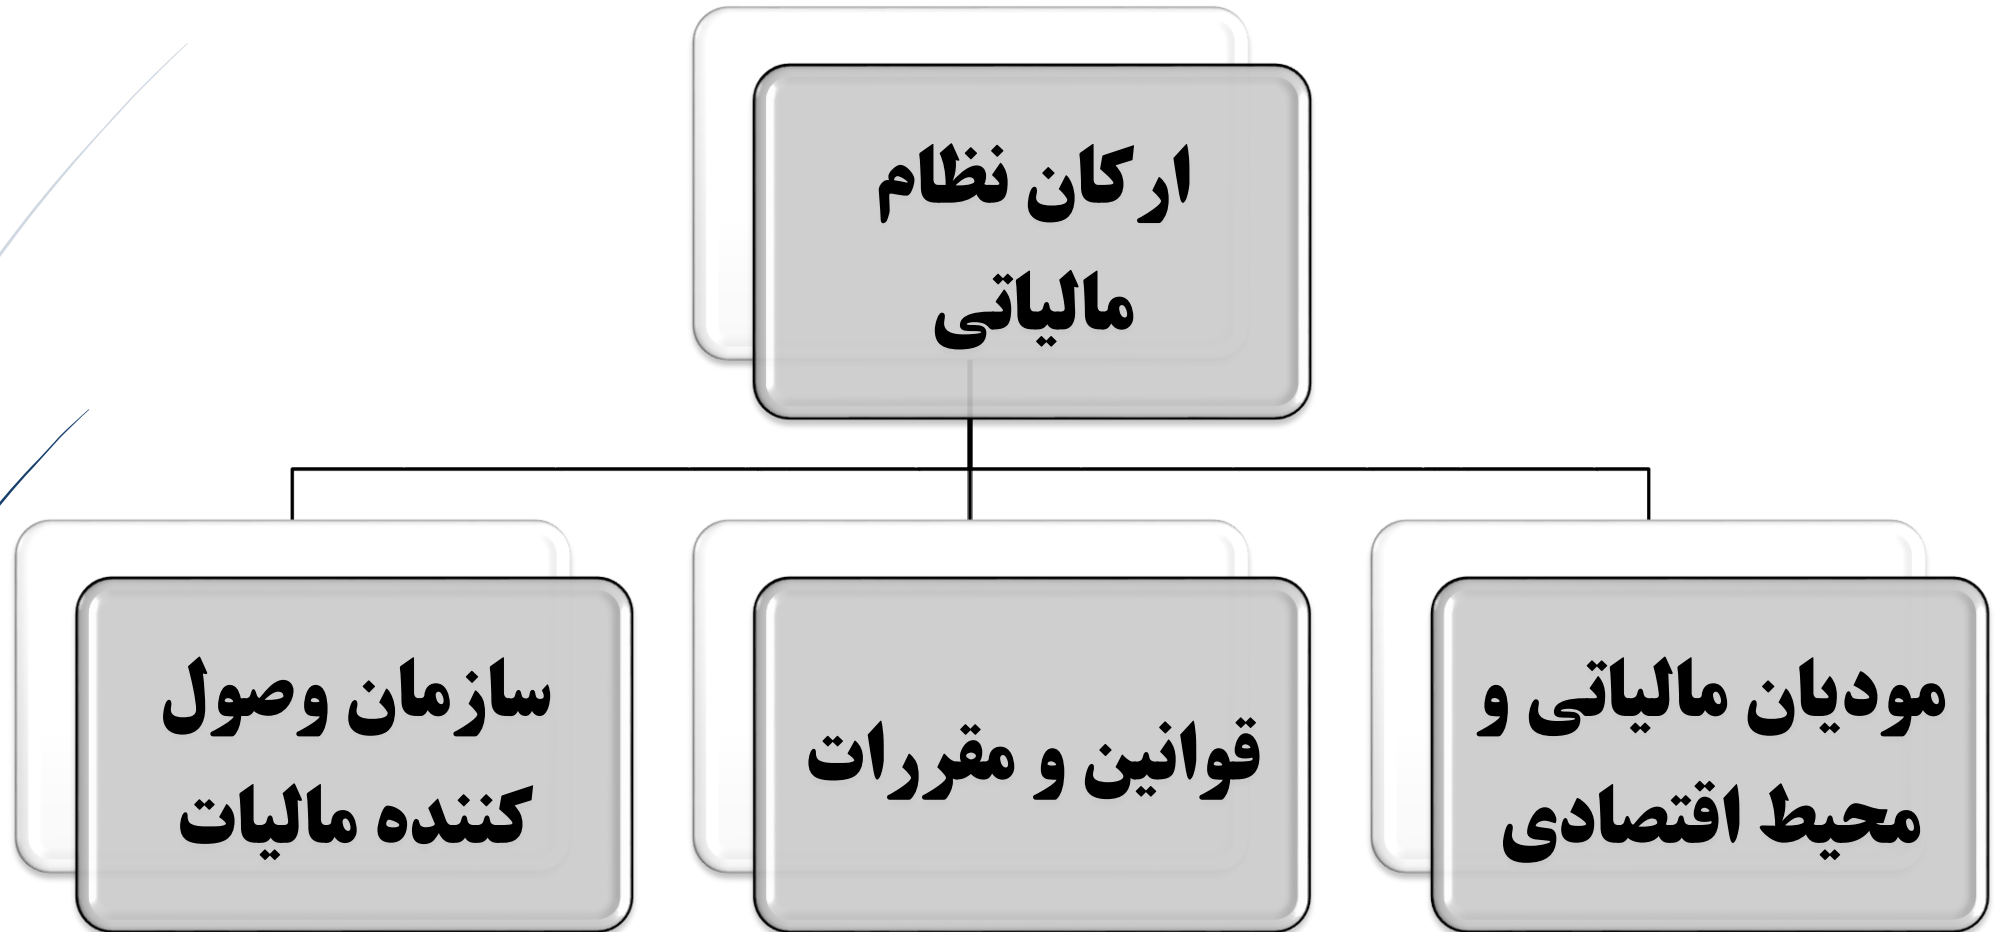 ارکان نظام
مالیاتی
مودیان مالیاتی و
محیط اقتصادی
قوانین و مقررات
سازمان وصول
کننده مالیات